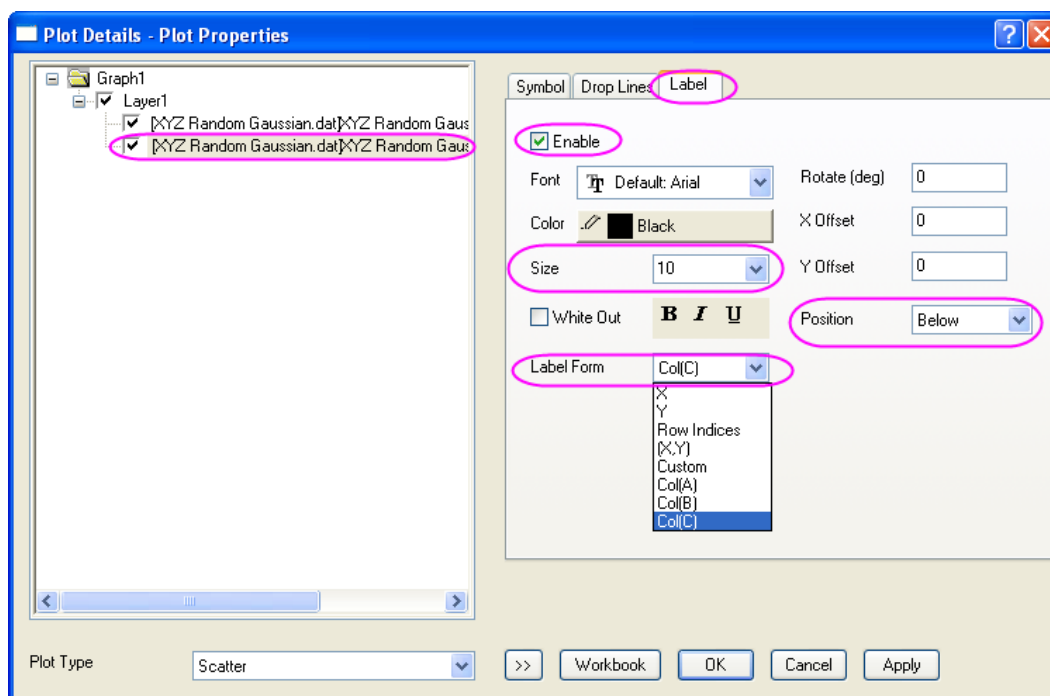 Plot Details - Plot Properties
Graph1
Layer1
[XYZ Random Gaussian.dat]XYZ Random Gaus
[XYZ Random Gaussian.dat]XYZ Random Gaus
Symbol Drop Lines Label
Enable
Font Default: Arial Rotate (deg) 0
Color Black X Offset 0
Size 10 Y Offset 0
White Out B I U Position Below
Label Form Col(C)
X
Y
Row Indices
(X,Y)
Custom
Col(A)
Col(B)
Col(C)
Plot Type Scatter >> Workbook OK Cancel Apply